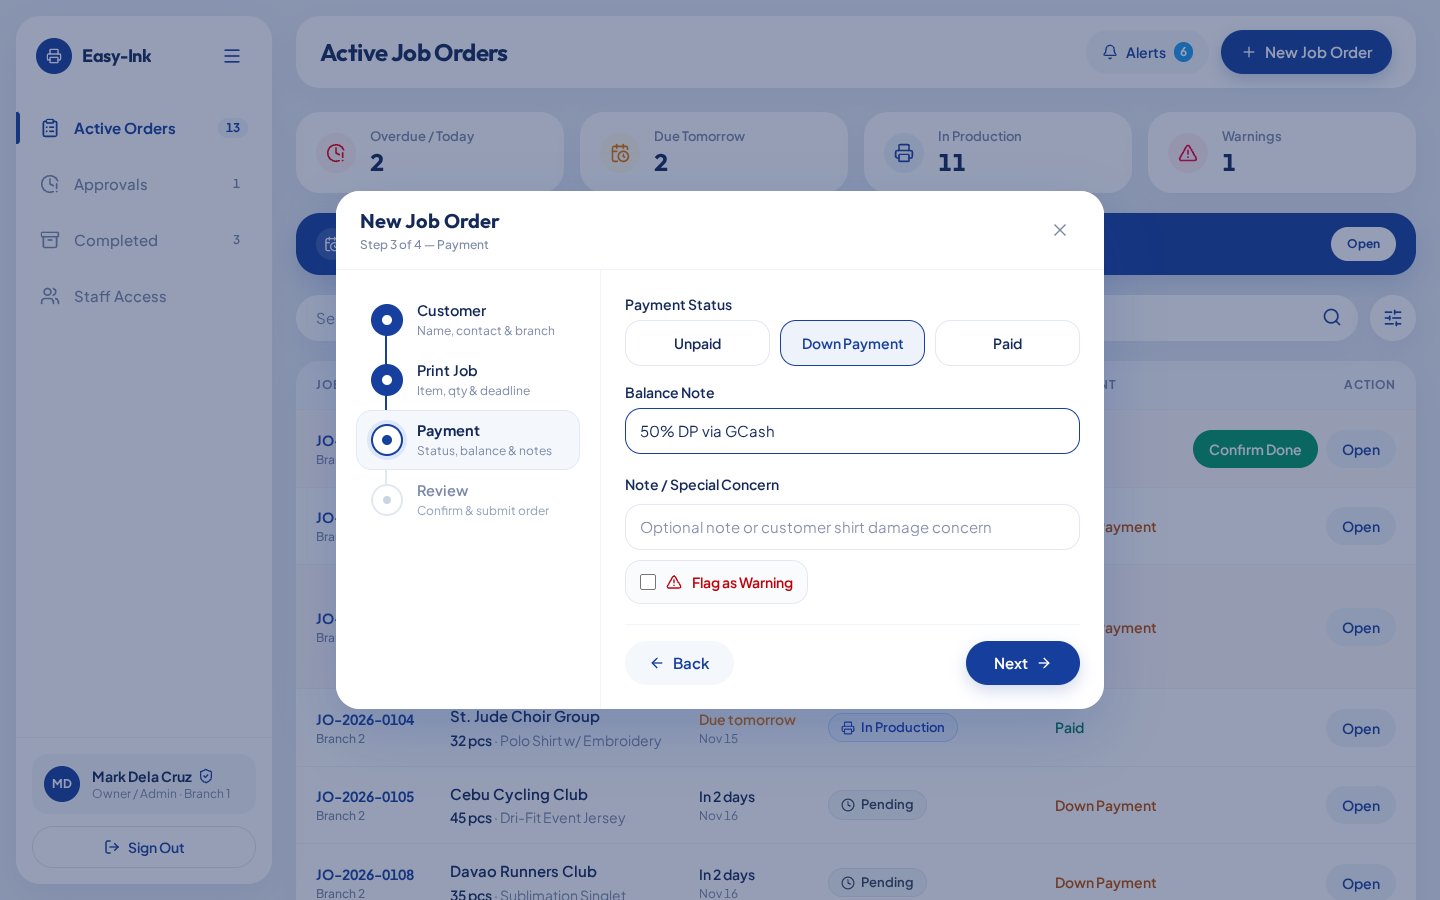 Easy-Ink
Active Orders 13
Approvals 1
Completed 3
Staff Access
MD
Mark Dela Cruz
Owner / Admin · Branch 1
Sign Out
Active Job Orders
Alerts 6
New Job Order
Overdue / Today
2
Due Tomorrow
2
In Production
11
Warnings
1
Open
New Job Order
Step 3 of 4 — Payment
Customer
Name, contact & branch
Print Job
Item, qty & deadline
Payment
Status, balance & notes
Review
Confirm & submit order
Payment Status
Unpaid
Down Payment
Paid
Balance Note
50% DP via GCash
Note / Special Concern
Optional note or customer shirt damage concern
Flag as Warning
Back
Next
ACTION
Confirm Done
Open
Payment
Open
Payment
Open
JO-2026-0104
Branch 2
St. Jude Choir Group
32 pcs · Polo Shirt w/ Embroidery
Due tomorrow
Nov 15
In Production
Paid
Open
JO-2026-0105
Branch 2
Cebu Cycling Club
45 pcs · Dri-Fit Event Jersey
In 2 days
Nov 16
Pending
Down Payment
Open
JO-2026-0108
Branch 2
Davao Runners Club
35 pcs · Sublimation Singlet
In 2 days
Nov 16
Pending
Down Payment
Open